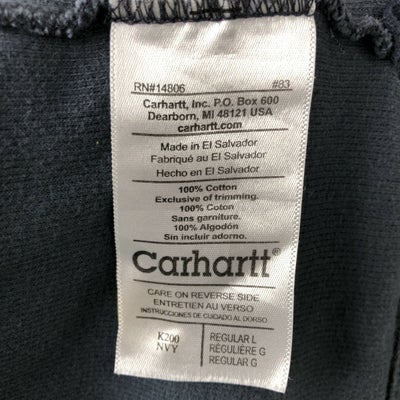 RN#14806 #83
Carhartt, Inc. P.O. Box 600
Dearborn, MI 48121 USA
carhartt.com
Made in El Salvador
Fabriqué au El Salvador
Hecho en El Salvador
100% Cotton
Exclusive of trimming.
100% Coton
Sans garniture.
100% Algodón
Sin incluir adorno.
Carhartt®
CARE ON REVERSE SIDE
ENTRETIEN AU VERSO
INSTRUCCIONES DE CUIDADO AL DORSO
K200 REGULAR L
NVY RÉGULIÈRE G
REGULAR G